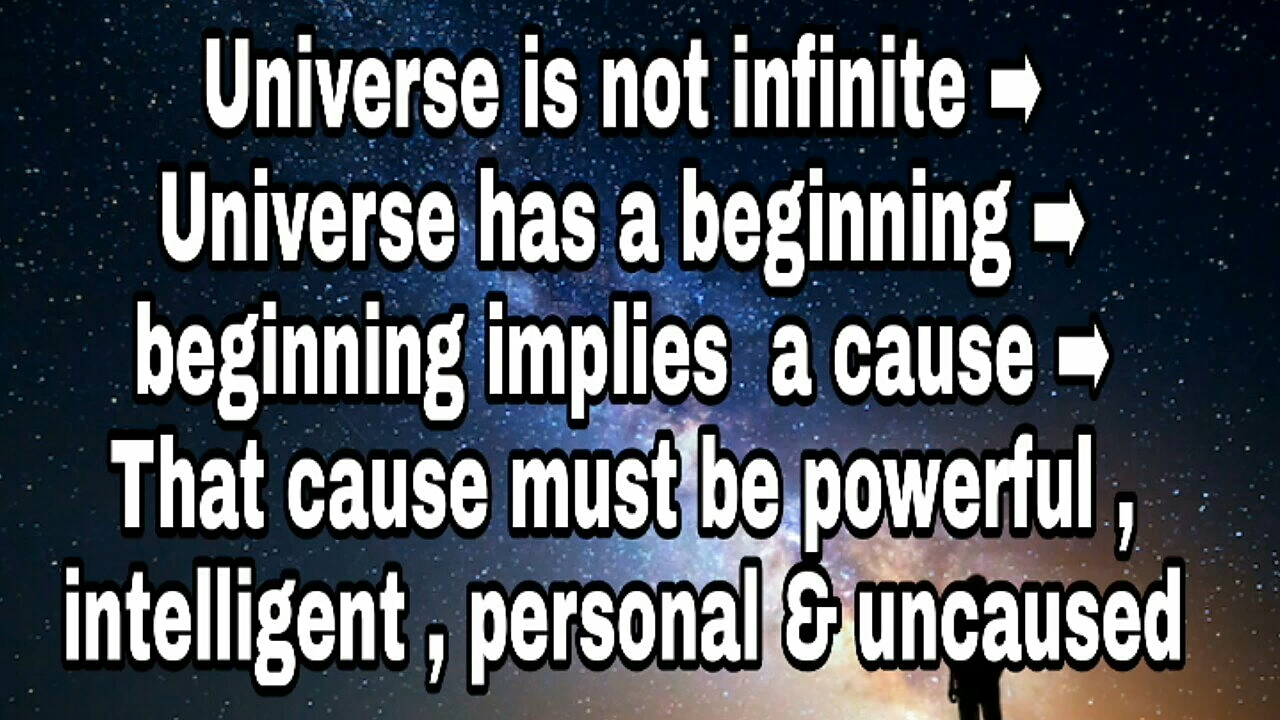 Universe is not infinite ➡
Universe has a beginning ➡
beginning implies a cause ➡
That cause must be powerful ,
intelligent , personal & uncaused